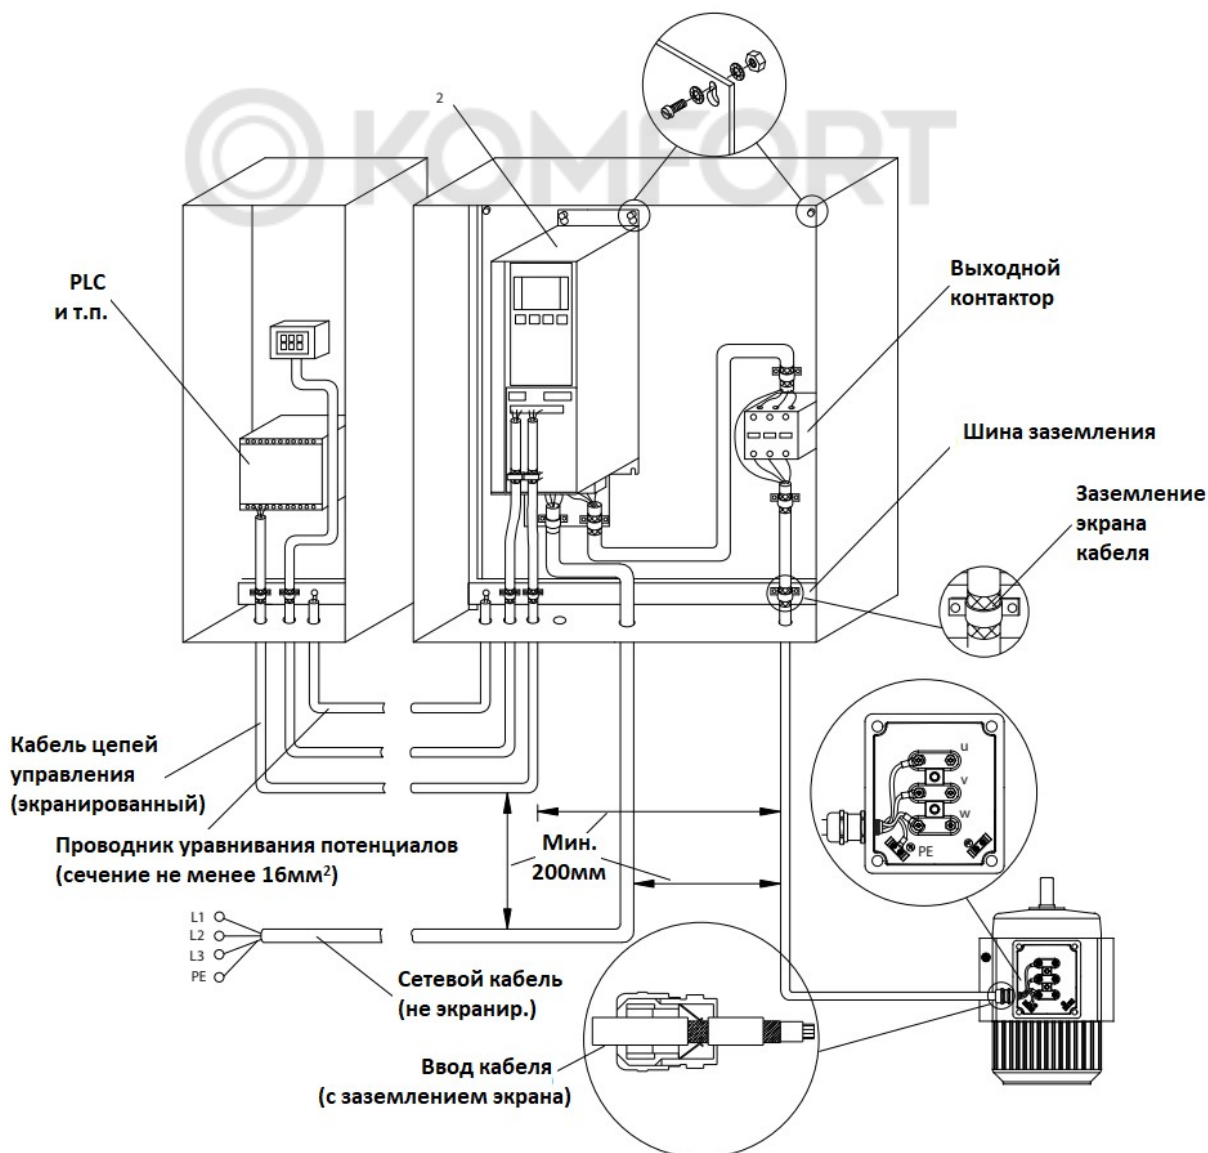 KOMFORT
2
PLC
и т.п.
Выходной
контактор
Шина заземления
Заземление
экрана
кабеля
Кабель цепей
управления
(экранированный)
u
v
w
PE
Проводник уравнивания потенциалов
(сечение не менее 16мм²)
Мин.
200мм
L1
L2
L3
PE
Сетевой кабель
(не экранир.)
Ввод кабеля
(с заземлением экрана)